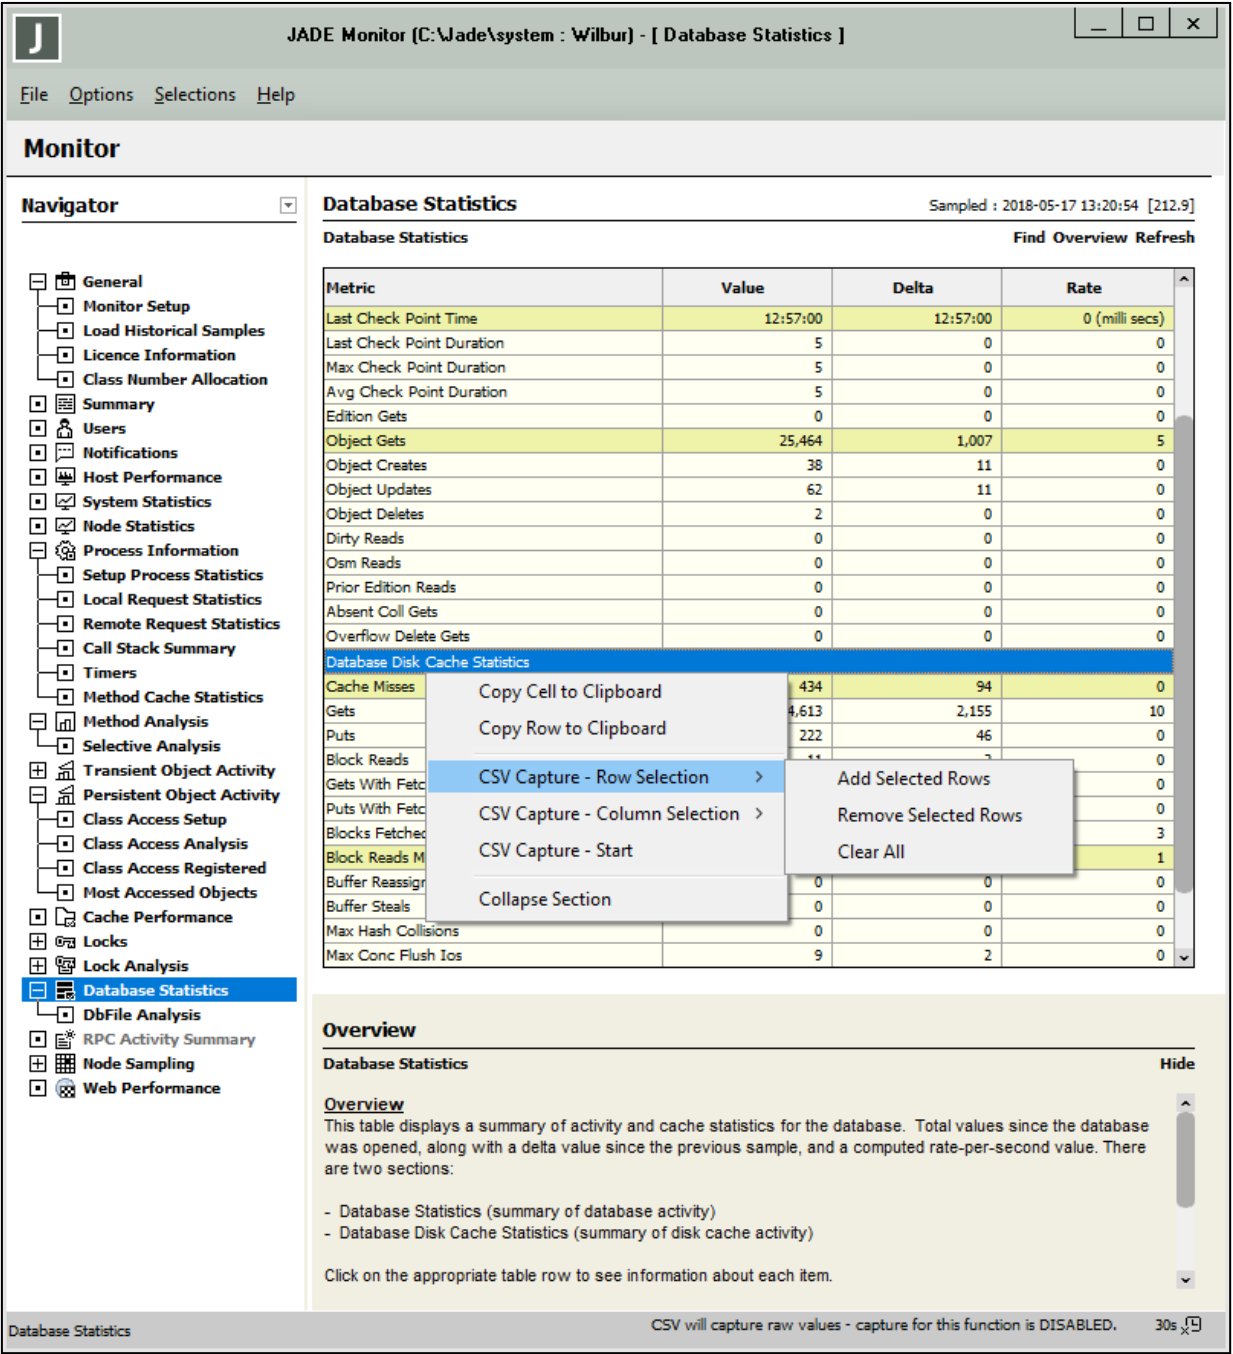 J
JADE Monitor (C:\Jade\system : Wilbur) - [ Database Statistics ]
File Options Selections Help
Monitor
Navigator
General
Monitor Setup
Load Historical Samples
Licence Information
Class Number Allocation
Summary
Users
Notifications
Host Performance
System Statistics
Node Statistics
Process Information
Setup Process Statistics
Local Request Statistics
Remote Request Statistics
Call Stack Summary
Timers
Method Cache Statistics
Method Analysis
Selective Analysis
Transient Object Activity
Persistent Object Activity
Class Access Setup
Class Access Analysis
Class Access Registered
Most Accessed Objects
Cache Performance
Locks
Lock Analysis
Database Statistics
DbFile Analysis
RPC Activity Summary
Node Sampling
Web Performance
Database Statistics Sampled : 2018-05-17 13:20:54 [212.9]
Database Statistics Find Overview Refresh
Metric Value Delta Rate
Last Check Point Time 12:57:00 12:57:00 0 (milli secs)
Last Check Point Duration 5 0 0
Max Check Point Duration 5 0 0
Avg Check Point Duration 5 0 0
Edition Gets 0 0 0
Object Gets 25,464 1,007 5
Object Creates 38 11 0
Object Updates 62 11 0
Object Deletes 2 0 0
Dirty Reads 0 0 0
Osm Reads 0 0 0
Prior Edition Reads 0 0 0
Absent Coll Gets 0 0 0
Overflow Delete Gets 0 0 0
Database Disk Cache Statistics
Cache Misses 434 94 0
Gets 4,613 2,155 10
Puts 222 46 0
Block Reads 0
Gets With Fetc 0
Puts With Fetc 0
Blocks Fetched 3
Block Reads M 1
Buffer Reassign 0 0 0
Buffer Steals 0 0 0
Max Hash Collisions 0 0 0
Max Conc Flush Ios 9 2 0
Copy Cell to Clipboard
Copy Row to Clipboard
CSV Capture - Row Selection >
CSV Capture - Column Selection >
CSV Capture - Start
Collapse Section
Add Selected Rows
Remove Selected Rows
Clear All
Overview
Database Statistics Hide
Overview
This table displays a summary of activity and cache statistics for the database. Total values since the database
was opened, along with a delta value since the previous sample, and a computed rate-per-second value. There
are two sections:
- Database Statistics (summary of database activity)
- Database Disk Cache Statistics (summary of disk cache activity)
Click on the appropriate table row to see information about each item.
Database Statistics CSV will capture raw values - capture for this function is DISABLED. 30s